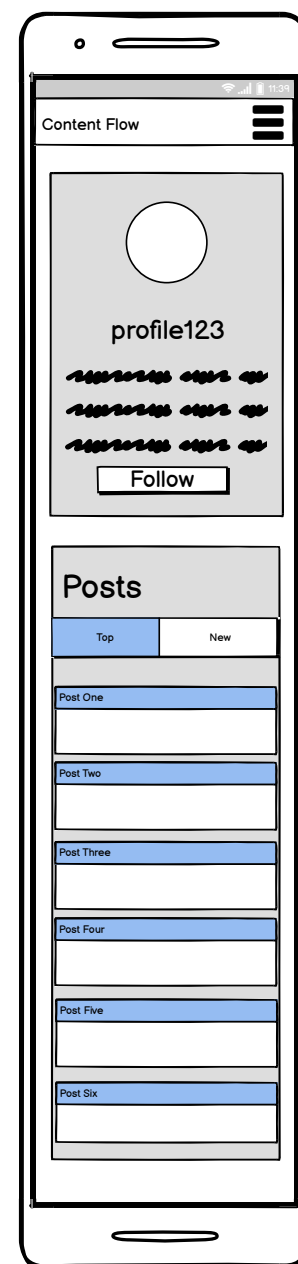 11:39
Content Flow
profile123
Follow
Posts
Top New
Post One
Post Two
Post Three
Post Four
Post Five
Post Six